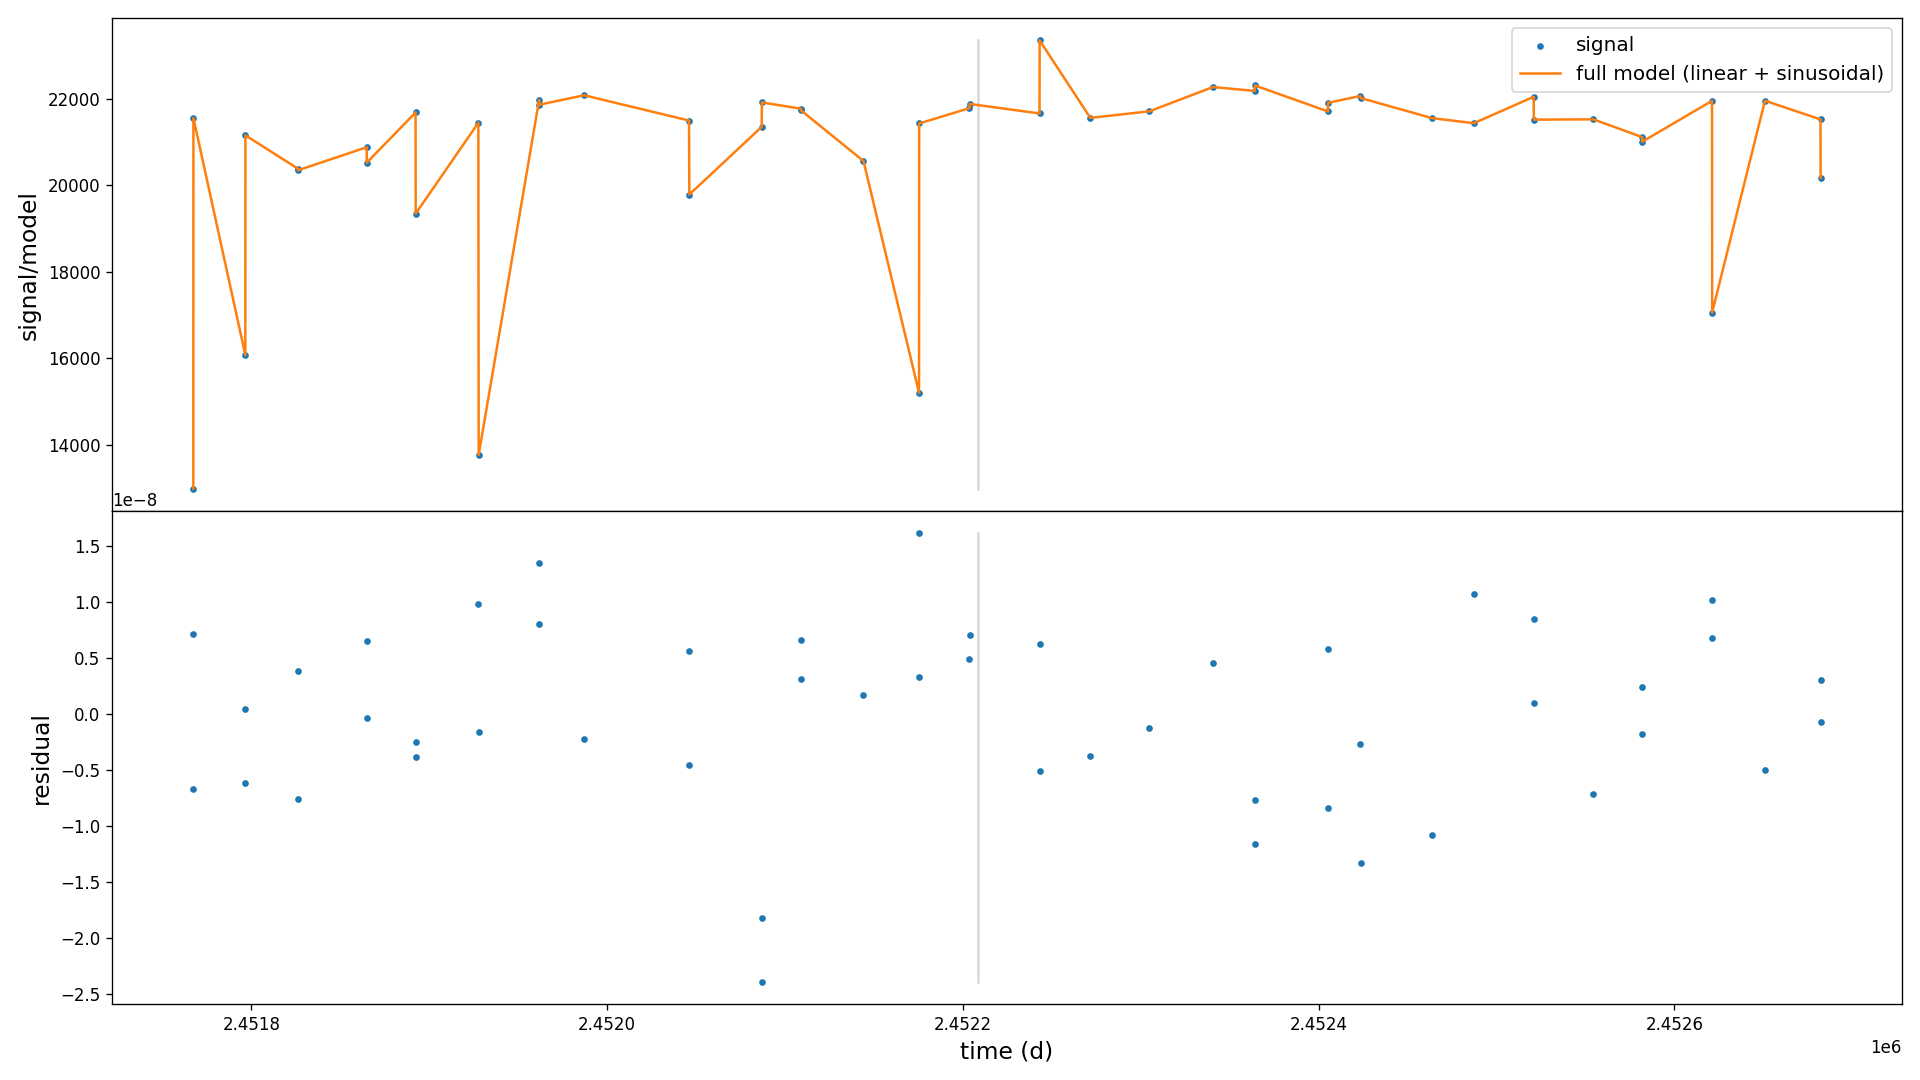 signal
full model (linear + sinusoidal)
22000
20000
18000
16000
14000
signal/model
1e−8
1.5
1.0
0.5
0.0
−0.5
−1.0
−1.5
−2.0
−2.5
residual
2.4518
2.4520
2.4522
2.4524
2.4526
time (d)
1e6